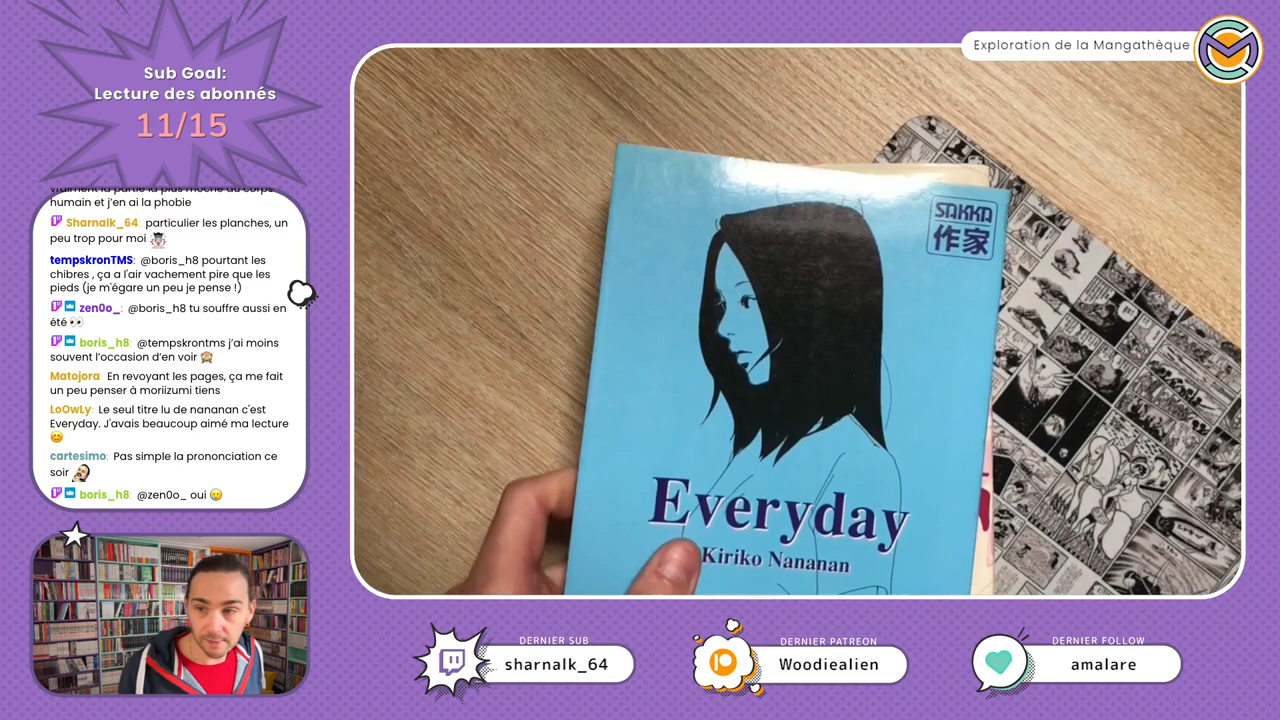 Exploration de la Mangathèque
Sub Goal:
Lecture des abonnés
11/15
vraiment la partie la plus moche du corps
humain et j'en ai la phobie
Sharnalk_64: particulier les planches, un
peu trop pour moi
tempskronTMS: @boris_h8 pourtant les
chibres , ça a l'air vachement pire que les
pieds (je m'égare un peu je pense !)
zen0o_: @boris_h8 tu souffre aussi en
été 👀
boris_h8: @tempskrontms j'ai moins
souvent l'occasion d'en voir 🙈
Matojora: En revoyant les pages, ça me fait
un peu penser à moriizumi tiens
LoOwLy: Le seul titre lu de nananan c'est
Everyday. J'avais beaucoup aimé ma lecture
😊
cartesimo: Pas simple la prononciation ce
soir
boris_h8: @zen0o_ oui 🥲
SAKKA
作家
Everyday
Kiriko Nananan
DERNIER SUB
sharnalk_64
DERNIER PATREON
Woodiealien
DERNIER FOLLOW
amalare